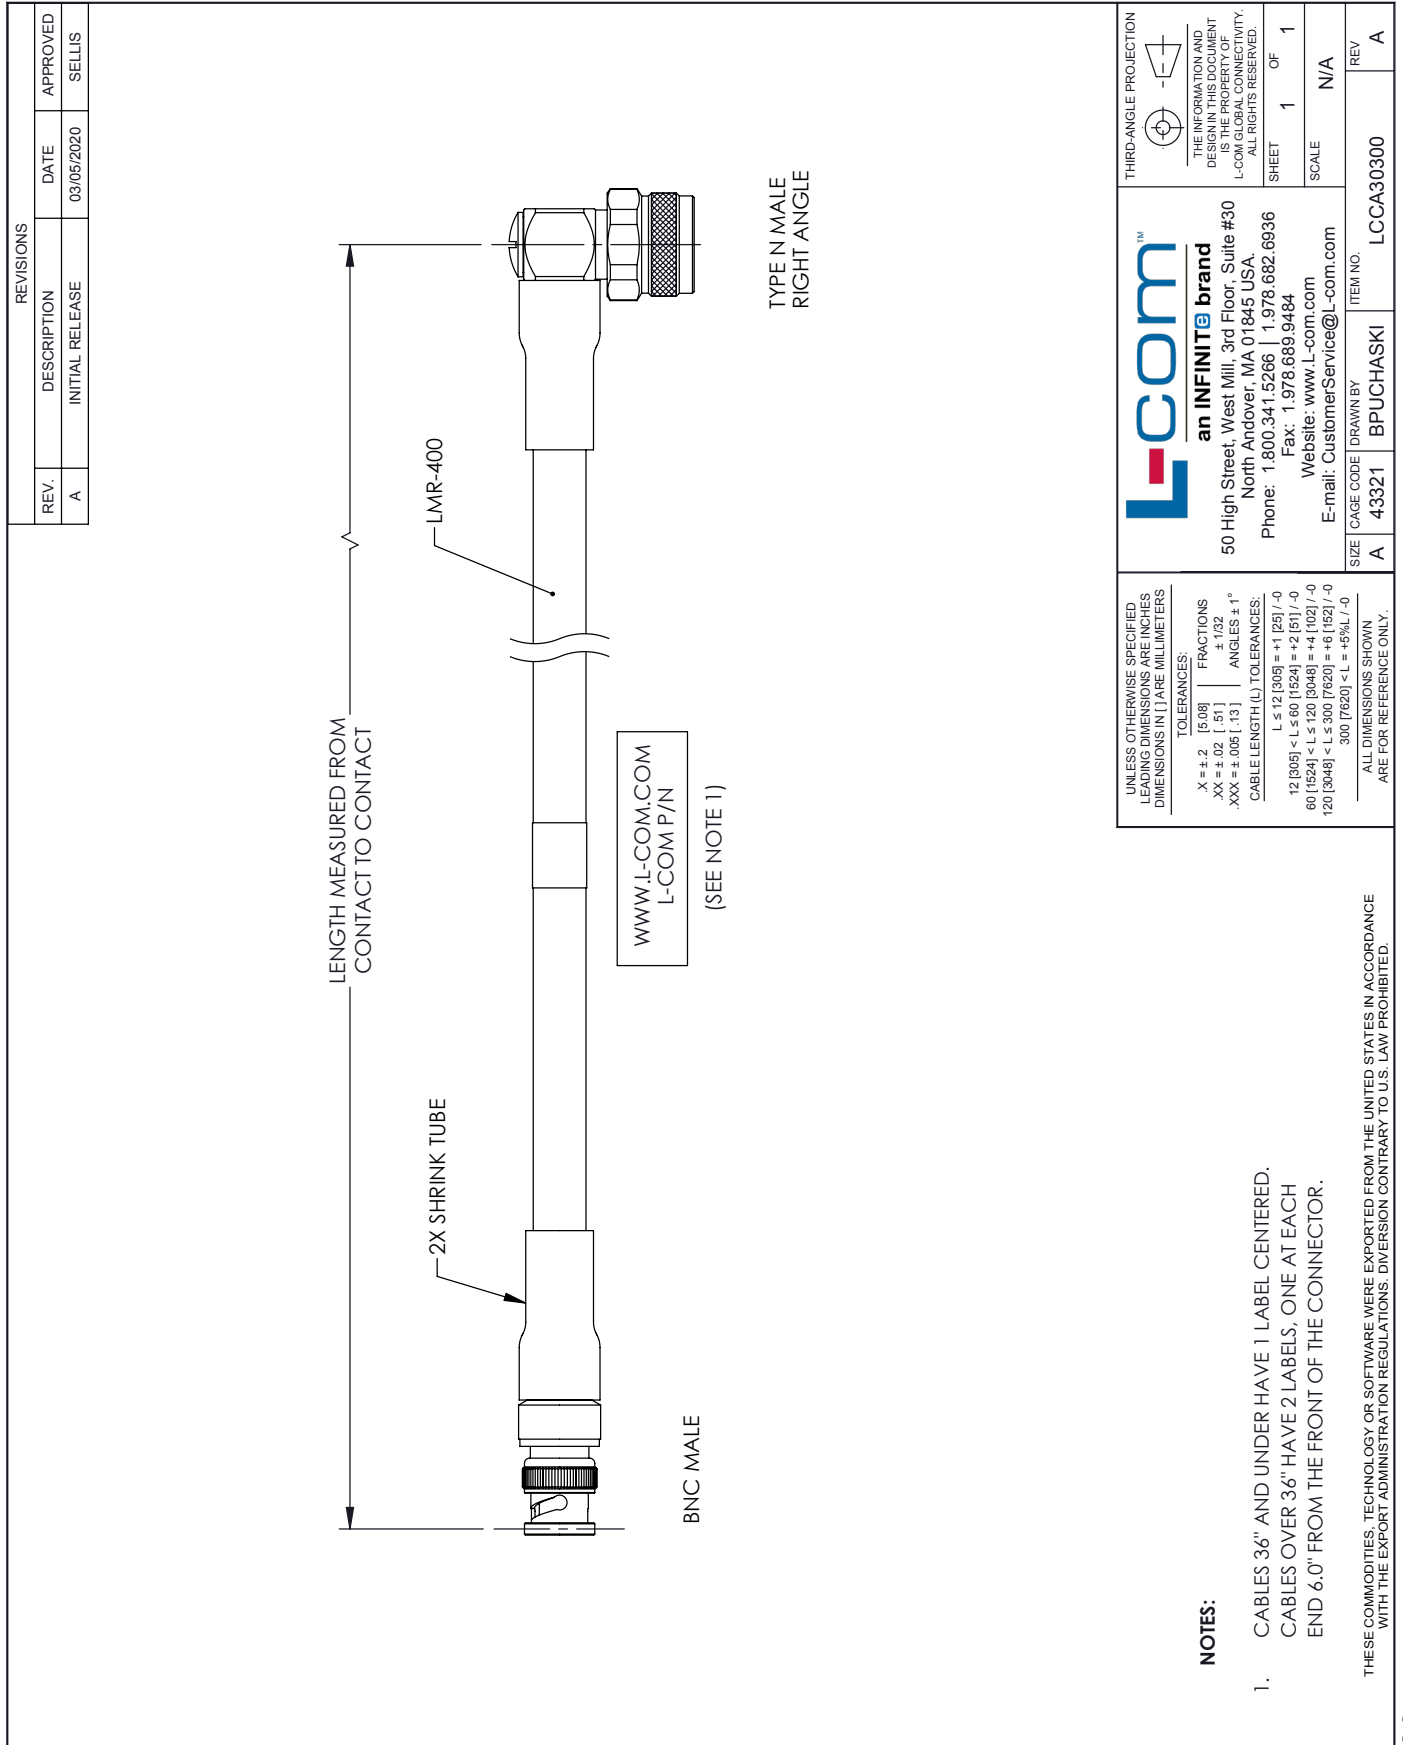 REVISIONS
REV. DESCRIPTION DATE APPROVED
A INITIAL RELEASE 03/05/2020 SELLIS
LENGTH MEASURED FROM
CONTACT TO CONTACT
2X SHRINK TUBE
LMR-400
WWW.L-COM.COM
L-COM P/N
(SEE NOTE 1)
BNC MALE
TYPE N MALE
RIGHT ANGLE
NOTES:
1. CABLES 36" AND UNDER HAVE 1 LABEL CENTERED.
CABLES OVER 36" HAVE 2 LABELS, ONE AT EACH
END 6.0" FROM THE FRONT OF THE CONNECTOR.
THESE COMMODITIES, TECHNOLOGY OR SOFTWARE WERE EXPORTED FROM THE UNITED STATES IN ACCORDANCE
WITH THE EXPORT ADMINISTRATION REGULATIONS. DIVERSION CONTRARY TO U.S. LAW PROHIBITED.
UNLESS OTHERWISE SPECIFIED
LEADING DIMENSIONS ARE INCHES
DIMENSIONS IN [ ] ARE MILLIMETERS
TOLERANCES:
.X = ±.2 [5.08] FRACTIONS
.XX = ±.02 [.51] ± 1/32
.XXX = ±.005 [.13] ANGLES ± 1°
CABLE LENGTH (L) TOLERANCES:
L ≤ 12 [305] = +1 [25] / -0
12 [305] < L ≤ 60 [1524] = +2 [51] / -0
60 [1524] < L ≤ 120 [3048] = +4 [102] / -0
120 [3048] < L ≤ 300 [7620] = +6 [152] / -0
300 [7620] < L = +5%L / -0
ALL DIMENSIONS SHOWN
ARE FOR REFERENCE ONLY.
L-com™
an INFINITe brand
50 High Street, West Mill, 3rd Floor, Suite #30
North Andover, MA 01845 USA.
Phone: 1.800.341.5266 | 1.978.682.6936
Fax: 1.978.689.9484
Website: www.L-com.com
E-mail: CustomerService@L-com.com
THIRD-ANGLE PROJECTION
THE INFORMATION AND
DESIGN IN THIS DOCUMENT
IS THE PROPERTY OF
L-COM GLOBAL CONNECTIVITY.
ALL RIGHTS RESERVED.
SHEET 1 OF 1
SCALE N/A
SIZE A
CAGE CODE 43321
DRAWN BY BPUCHASKI
ITEM NO. LCCA30300
REV A